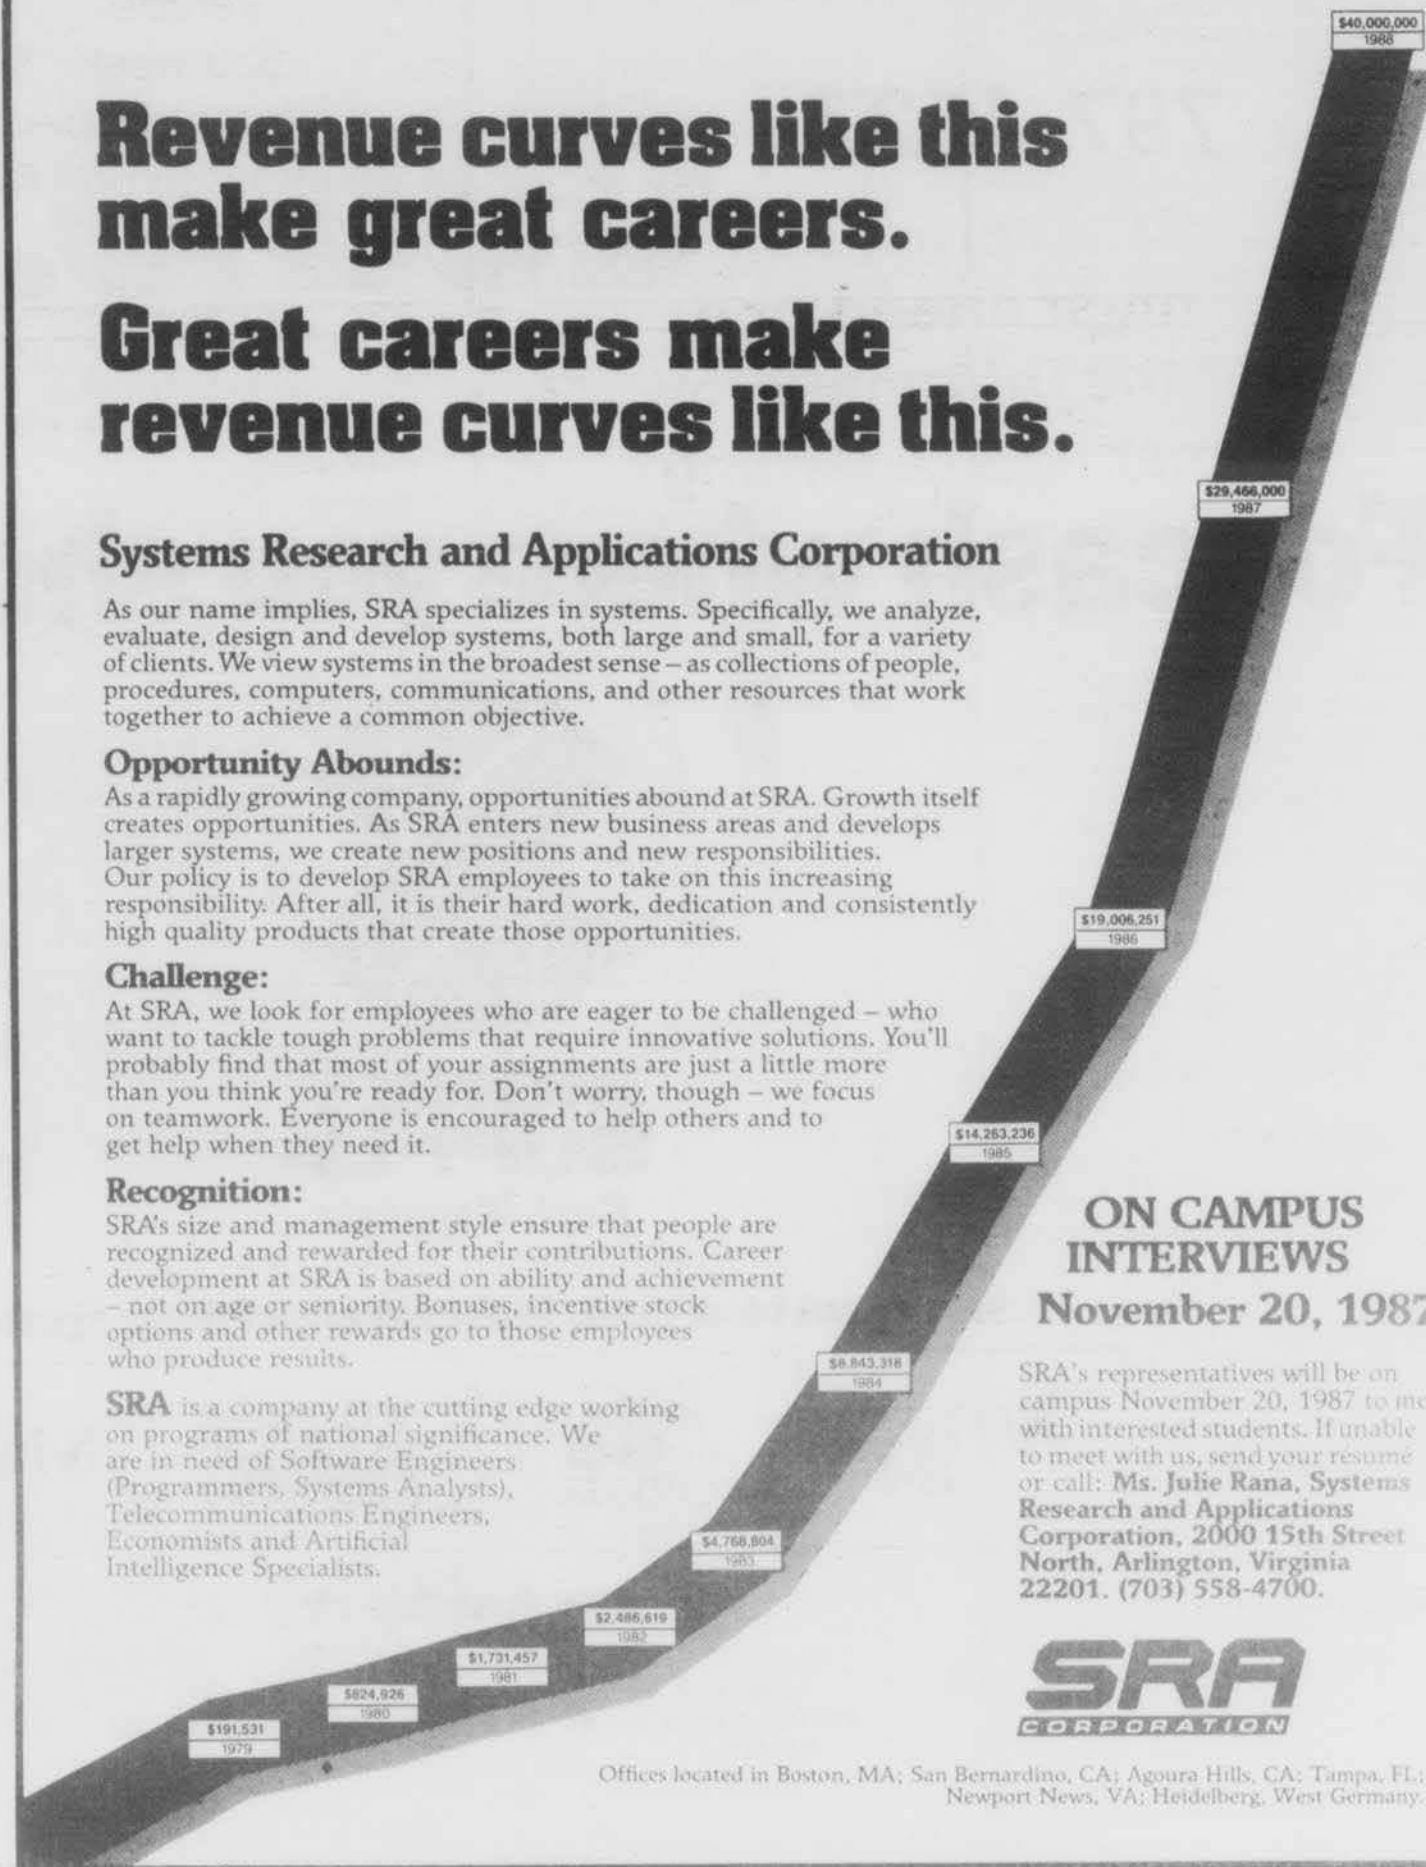 Revenue curves like this
make great careers.
Great careers make
revenue curves like this.
Systems Research and Applications Corporation
As our name implies, SRA specializes in systems. Specifically, we analyze,
evaluate, design and develop systems, both large and small, for a variety
of clients. We view systems in the broadest sense – as collections of people,
procedures, computers, communications, and other resources that work
together to achieve a common objective.
Opportunity Abounds:
As a rapidly growing company, opportunities abound at SRA. Growth itself
creates opportunities. As SRA enters new business areas and develops
larger systems, we create new positions and new responsibilities.
Our policy is to develop SRA employees to take on this increasing
responsibility. After all, it is their hard work, dedication and consistently
high quality products that create those opportunities.
Challenge:
At SRA, we look for employees who are eager to be challenged – who
want to tackle tough problems that require innovative solutions. You'll
probably find that most of your assignments are just a little more
than you think you're ready for. Don't worry, though – we focus
on teamwork. Everyone is encouraged to help others and to
get help when they need it.
Recognition:
SRA's size and management style ensure that people are
recognized and rewarded for their contributions. Career
development at SRA is based on ability and achievement
– not on age or seniority. Bonuses, incentive stock
options and other rewards go to those employees
who produce results.
SRA is a company at the cutting edge working
on programs of national significance. We
are in need of Software Engineers
(Programmers, Systems Analysts),
Telecommunications Engineers,
Economists and Artificial
Intelligence Specialists.
$40,000,000
1988
$29,466,000
1987
$19,006,251
1986
$14,263,236
1985
$8,843,318
1984
$4,768,804
1983
$2,486,619
1982
$1,731,457
1981
$824,926
1980
$191,531
1979
ON CAMPUS
INTERVIEWS
November 20, 1987
SRA's representatives will be on
campus November 20, 1987 to
with interested students. If unable
to meet with us, send your résumé
or call: Ms. Julie Rana, Systems
Research and Applications
Corporation, 2000 15th Street
North, Arlington, Virginia
22201. (703) 558-4700.
SRA
CORPORATION
Offices located in Boston, MA; San Bernardino, CA; Agoura Hills, CA; Tampa, FL;
Newport News, VA; Heidelberg, West Germany.